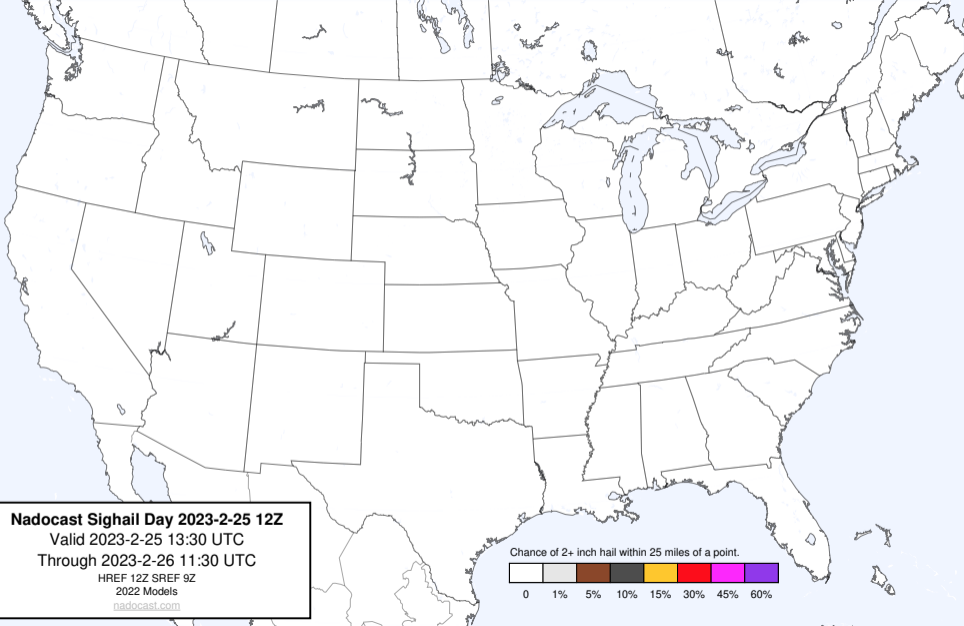 Nadocast Sighail Day 2023-2-25 12Z
Valid 2023-2-25 13:30 UTC
Through 2023-2-26 11:30 UTC
HREF 12Z SREF 9Z
2022 Models
nadocast.com
Chance of 2+ inch hail within 25 miles of a point.
0 1% 5% 10% 15% 30% 45% 60%